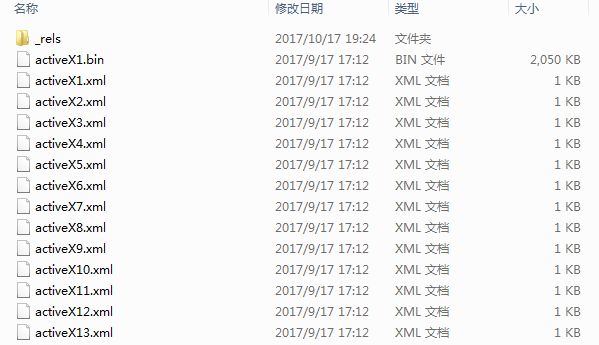 名称 修改日期 类型 大小
_rels 2017/10/17 19:24 文件夹
activeX1.bin 2017/9/17 17:12 BIN 文件 2,050 KB
activeX1.xml 2017/9/17 17:12 XML 文档 1 KB
activeX2.xml 2017/9/17 17:12 XML 文档 1 KB
activeX3.xml 2017/9/17 17:12 XML 文档 1 KB
activeX4.xml 2017/9/17 17:12 XML 文档 1 KB
activeX5.xml 2017/9/17 17:12 XML 文档 1 KB
activeX6.xml 2017/9/17 17:12 XML 文档 1 KB
activeX7.xml 2017/9/17 17:12 XML 文档 1 KB
activeX8.xml 2017/9/17 17:12 XML 文档 1 KB
activeX9.xml 2017/9/17 17:12 XML 文档 1 KB
activeX10.xml 2017/9/17 17:12 XML 文档 1 KB
activeX11.xml 2017/9/17 17:12 XML 文档 1 KB
activeX12.xml 2017/9/17 17:12 XML 文档 1 KB
activeX13.xml 2017/9/17 17:12 XML 文档 1 KB